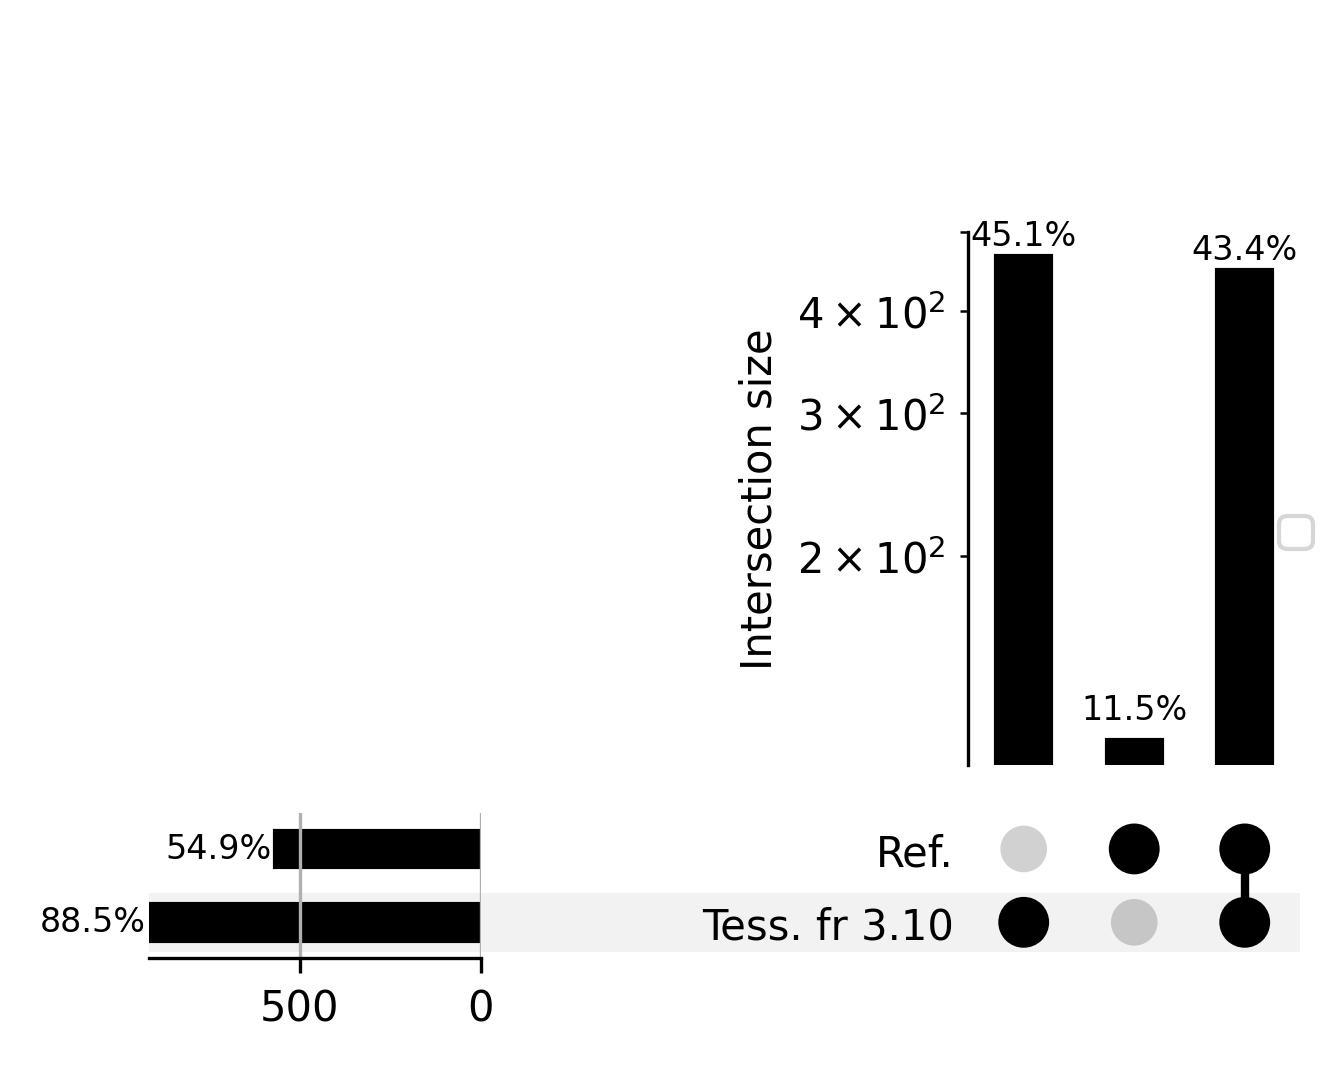 45.1%
43.4%
4 × 10²
3 × 10²
2 × 10²
Intersection size
11.5%
54.9%
Ref.
88.5%
Tess. fr 3.10
500
0